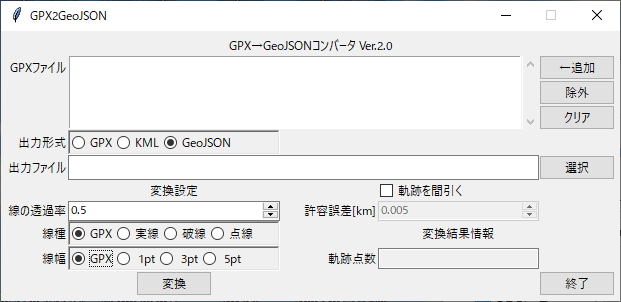 GPX2GeoJSON
GPX→GeoJSONコンバータ Ver.2.0
GPXファイル
←追加
除外
クリア
出力形式 GPX KML GeoJSON
出力ファイル 選択
変換設定 軌跡を間引く
線の透過率 0.5 許容誤差[km] 0.005
線種 GPX 実線 破線 点線 変換結果情報
線幅 GPX 1pt 3pt 5pt 軌跡点数
変換 終了